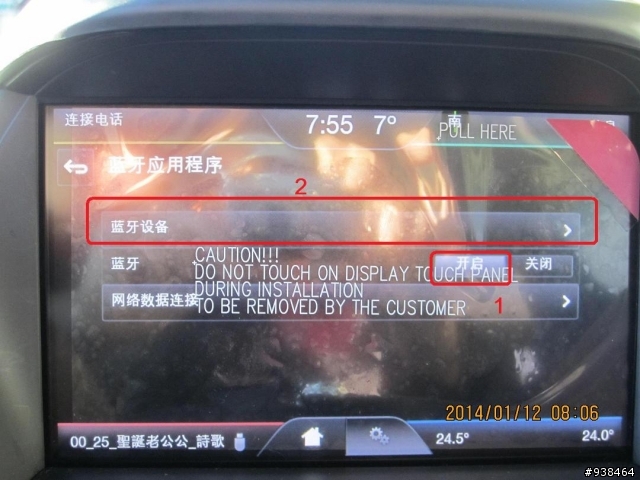 连接电话
7:55 7° 南
PULL HERE
蓝牙应用程序
2
蓝牙设备
蓝牙
开启 关闭
CAUTION!!!
DO NOT TOUCH ON DISPLAY TOUCH PANEL
DURING INSTALLATION
TO BE REMOVED BY THE CUSTOMER
网络数据连接
1
2014/01/12 08:06
00_25_聖誕老公公_詩歌
24.5°
24.0°
#938464